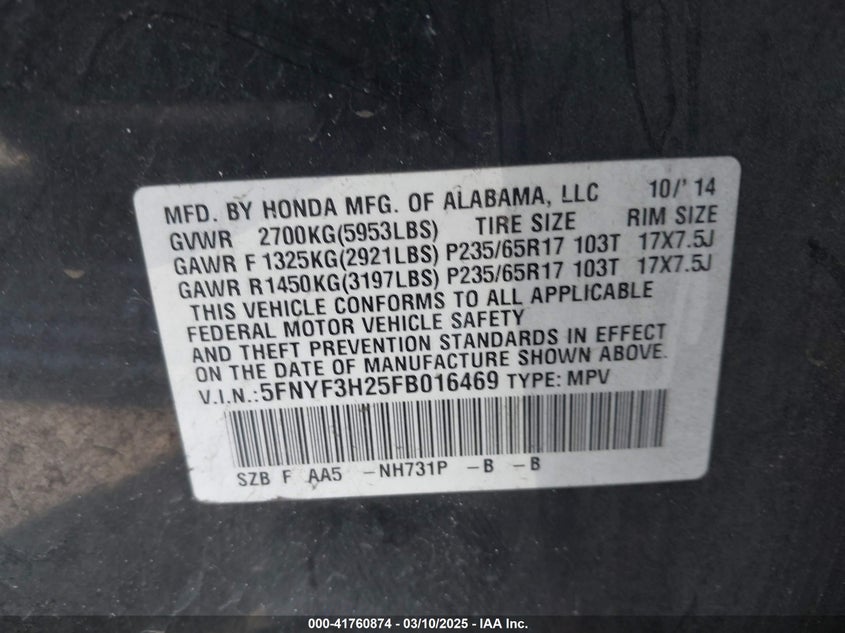 MFD. BY HONDA MFG. OF ALABAMA, LLC 10/'14
GVWR 2700KG(5953LBS) TIRE SIZE RIM SIZE
GAWR F 1325KG(2921LBS) P235/65R17 103T 17X7.5J
GAWR R1450KG(3197LBS) P235/65R17 103T 17X7.5J
THIS VEHICLE CONFORMS TO ALL APPLICABLE
FEDERAL MOTOR VEHICLE SAFETY
AND THEFT PREVENTION STANDARDS IN EFFECT
ON THE DATE OF MANUFACTURE SHOWN ABOVE.
V.I.N.:5FNYF3H25FB016469 TYPE: MPV
SZB F AA5 -NH731P -B -B
000-41760874 - 03/10/2025 - IAA Inc.